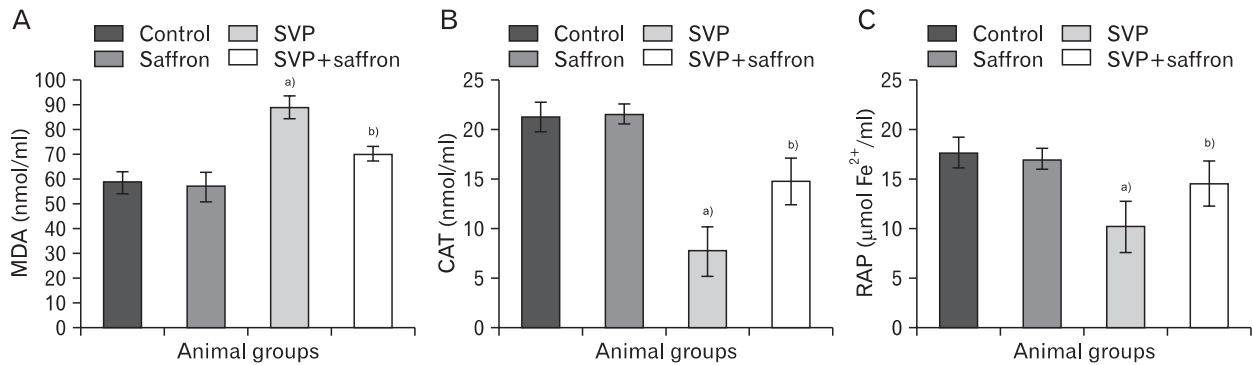 A
Control
SVP
Saffron
SVP+saffron
MDA (nmol/ml)
100
90
80
70
60
50
40
30
20
10
0
a)
b)
Animal groups
B
Control
SVP
Saffron
SVP+saffron
CAT (nmol/ml)
25
20
15
10
5
0
a)
b)
Animal groups
C
Control
SVP
Saffron
SVP+saffron
RAP (μmol Fe²⁺/ml)
25
20
15
10
5
0
a)
b)
Animal groups